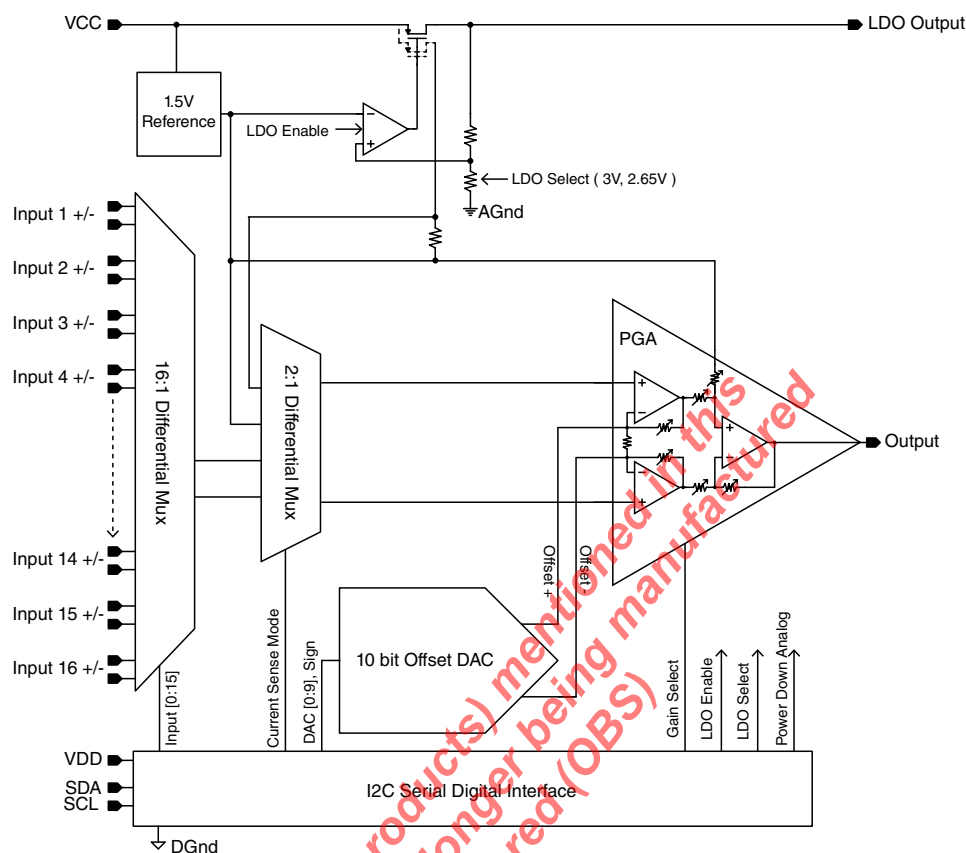 VCC
LDO Output
1.5V
Reference
LDO Enable
LDO Select ( 3V, 2.65V )
AGnd
Input 1 +/-
Input 2 +/-
Input 3 +/-
Input 4 +/-
Input 14 +/-
Input 15 +/-
Input 16 +/-
16:1 Differential Mux
2:1 Differential Mux
PGA
Output
Offset +
Offset -
10 bit Offset DAC
Input [0:15]
Current Sense Mode
DAC [0:9], Sign
Gain Select
LDO Enable
LDO Select
Power Down Analog
VDD
SDA
SCL
I2C Serial Digital Interface
DGnd
roducts) mentioned in this
longer being manufactured
red (OBS)